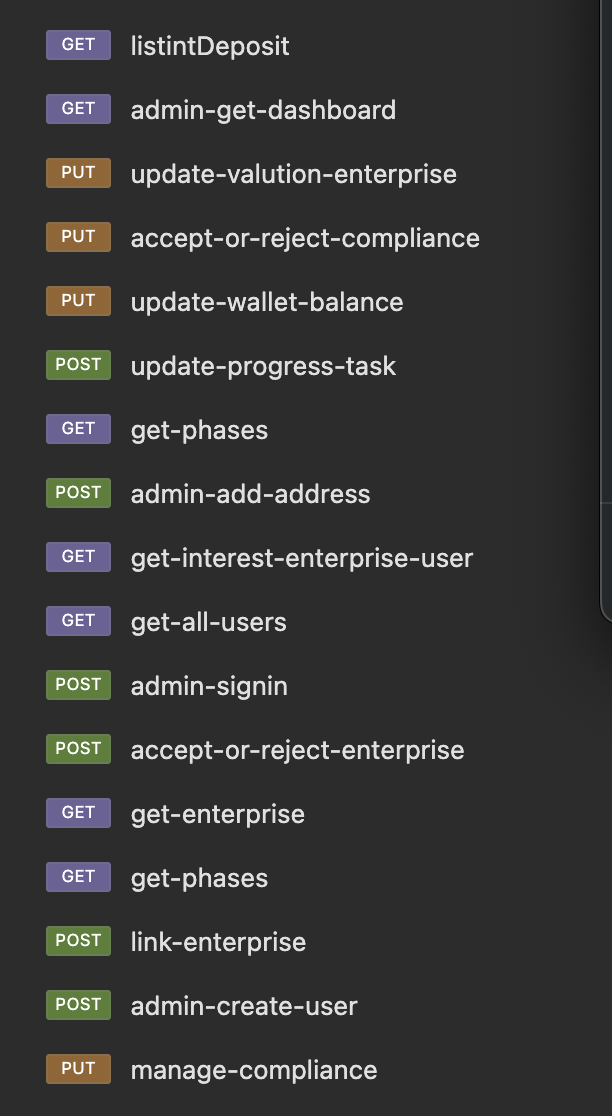 GET listintDeposit
GET admin-get-dashboard
PUT update-valution-enterprise
PUT accept-or-reject-compliance
PUT update-wallet-balance
POST update-progress-task
GET get-phases
POST admin-add-address
GET get-interest-enterprise-user
GET get-all-users
POST admin-signin
POST accept-or-reject-enterprise
GET get-enterprise
GET get-phases
POST link-enterprise
POST admin-create-user
PUT manage-compliance